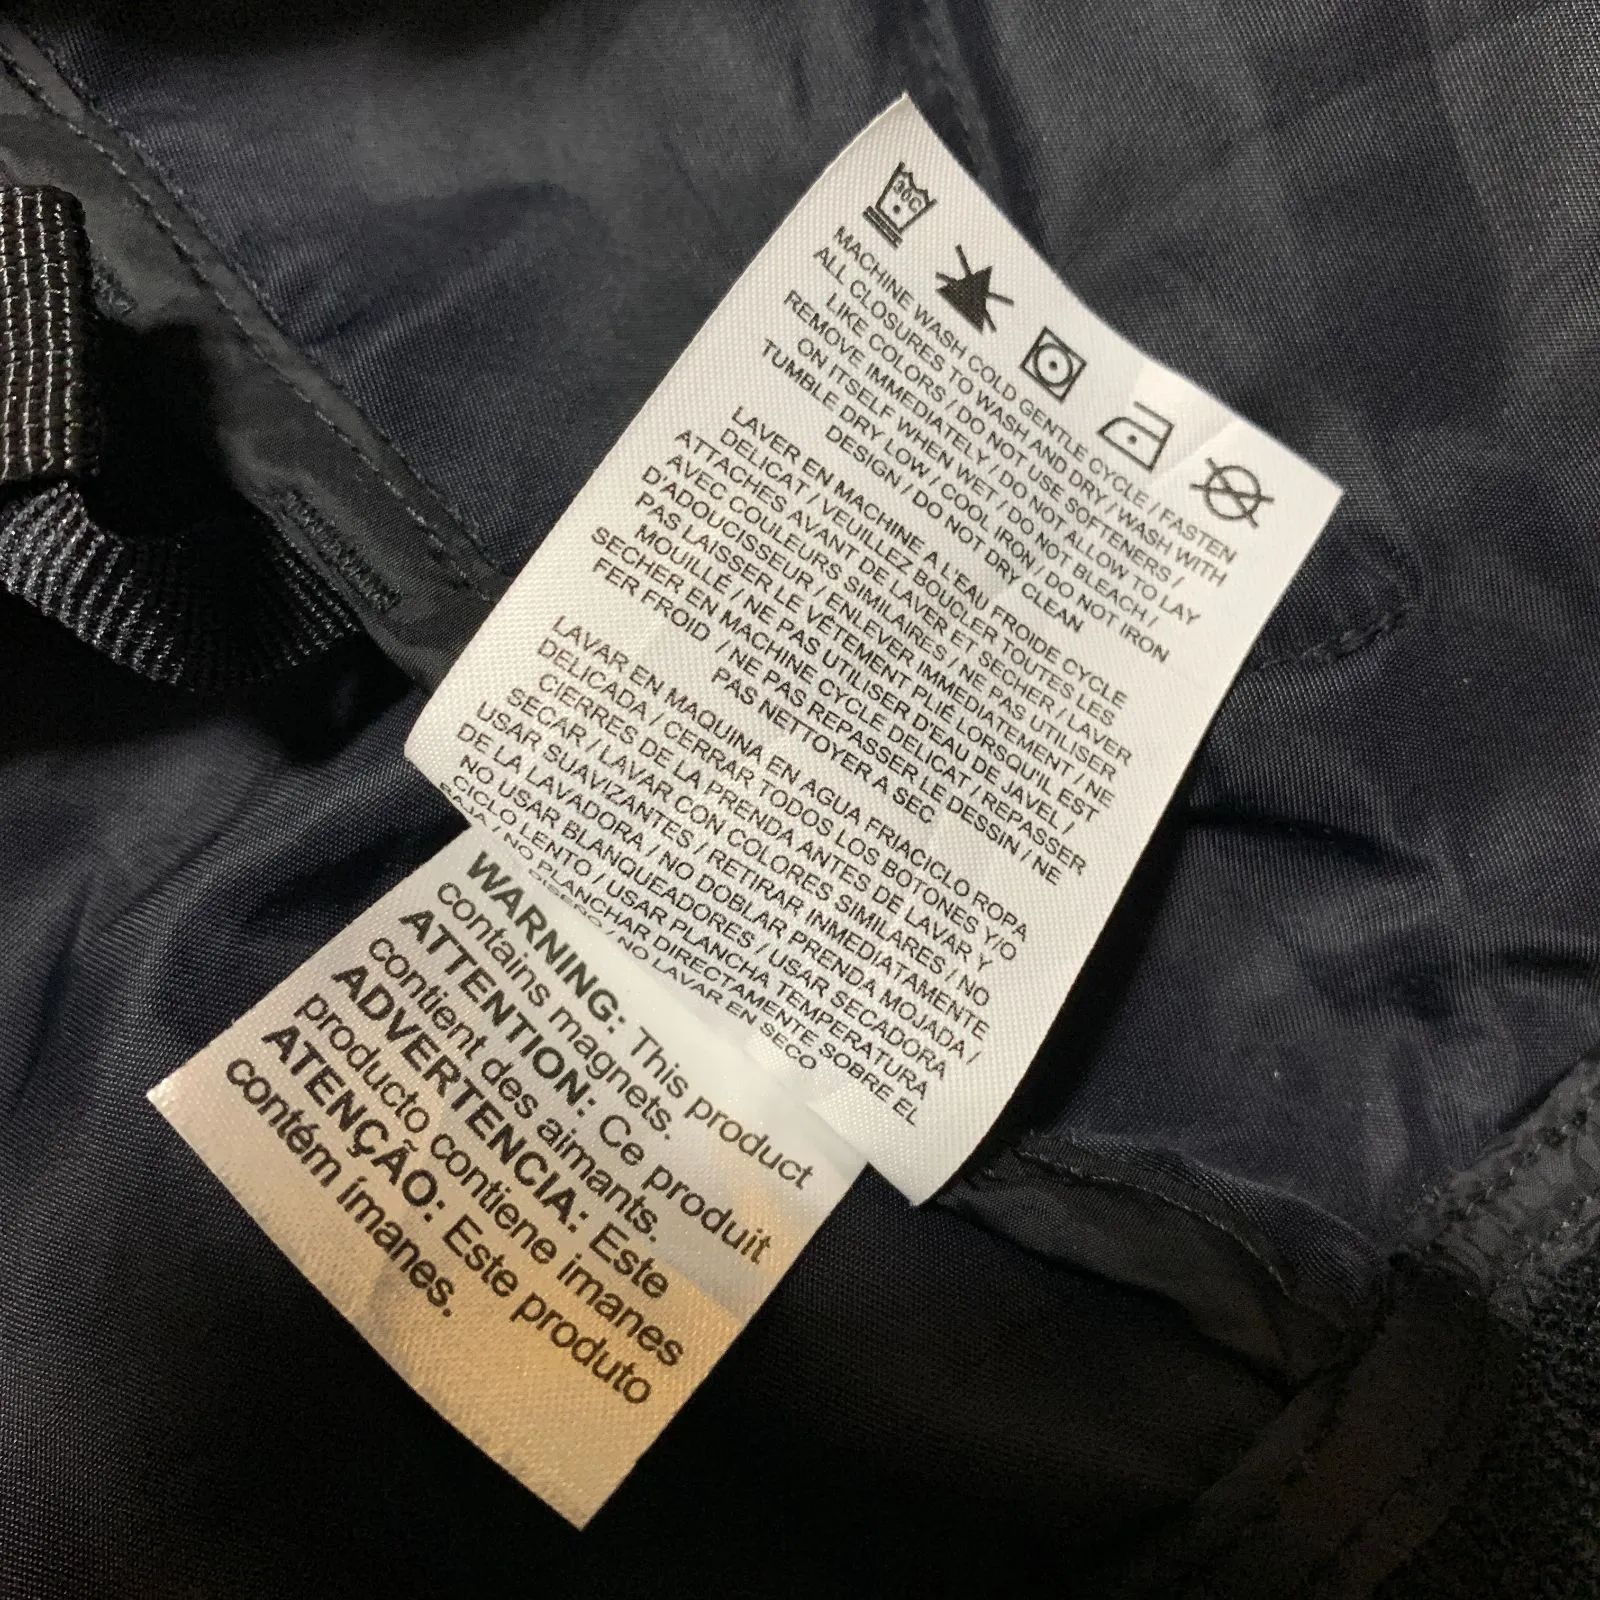 30C
MACHINE WASH COLD GENTLE CYCLE / FASTEN
ALL CLOSURES TO WASH AND DRY / WASH WITH
LIKE COLORS / DO NOT USE SOFTENERS /
REMOVE IMMEDIATELY / DO NOT ALLOW TO LAY
ON ITSELF WHEN WET / DO NOT BLEACH /
TUMBLE DRY LOW / COOL IRON / DO NOT IRON
DESIGN / DO NOT DRY CLEAN
LAVER EN MACHINE A L'EAU FROIDE CYCLE
DELICAT / VEUILLEZ BOUCLER TOUTES LES
ATTACHES AVANT DE LAVER ET SECHER / LAVER
AVEC COULEURS SIMILAIRES / NE PAS UTILISER
D'ADOUCISSEUR / ENLEVER IMMEDIATEMENT / NE
PAS LAISSER LE VÊTEMENT PLIÉ LORSQU'IL EST
MOUILLÉ / NE PAS UTILISER D'EAU DE JAVEL /
SECHER EN MACHINE CYCLE DELICAT / REPASSER
FER FROID / NE PAS REPASSER LE DESSIN / NE
PAS NETTOYER A SEC
LAVAR EN MAQUINA EN AGUA FRIACICLO ROPA
DELICADA / CERRAR TODOS LOS BOTONES Y/O
CIERRES DE LA PRENDA ANTES DE LAVAR Y
SECAR / LAVAR CON COLORES SIMILARES / NO
USAR SUAVIZANTES / RETIRAR INMEDIATAMENTE
DE LA LAVADORA / NO DOBLAR PRENDA MOJADA /
NO USAR BLANQUEADORES / USAR SECADORA
CICLO LENTO / USAR PLANCHA TEMPERATURA
BAJA / NO PLANCHAR DIRECTAMENTE SOBRE EL
DISEÑO / NO LAVAR EN SECO
WARNING: This product
contains magnets.
ATTENTION: Ce produit
contient des aimants.
ADVERTENCIA: Este
producto contiene imanes
ATENÇÃO: Este produto
contém ímanes.